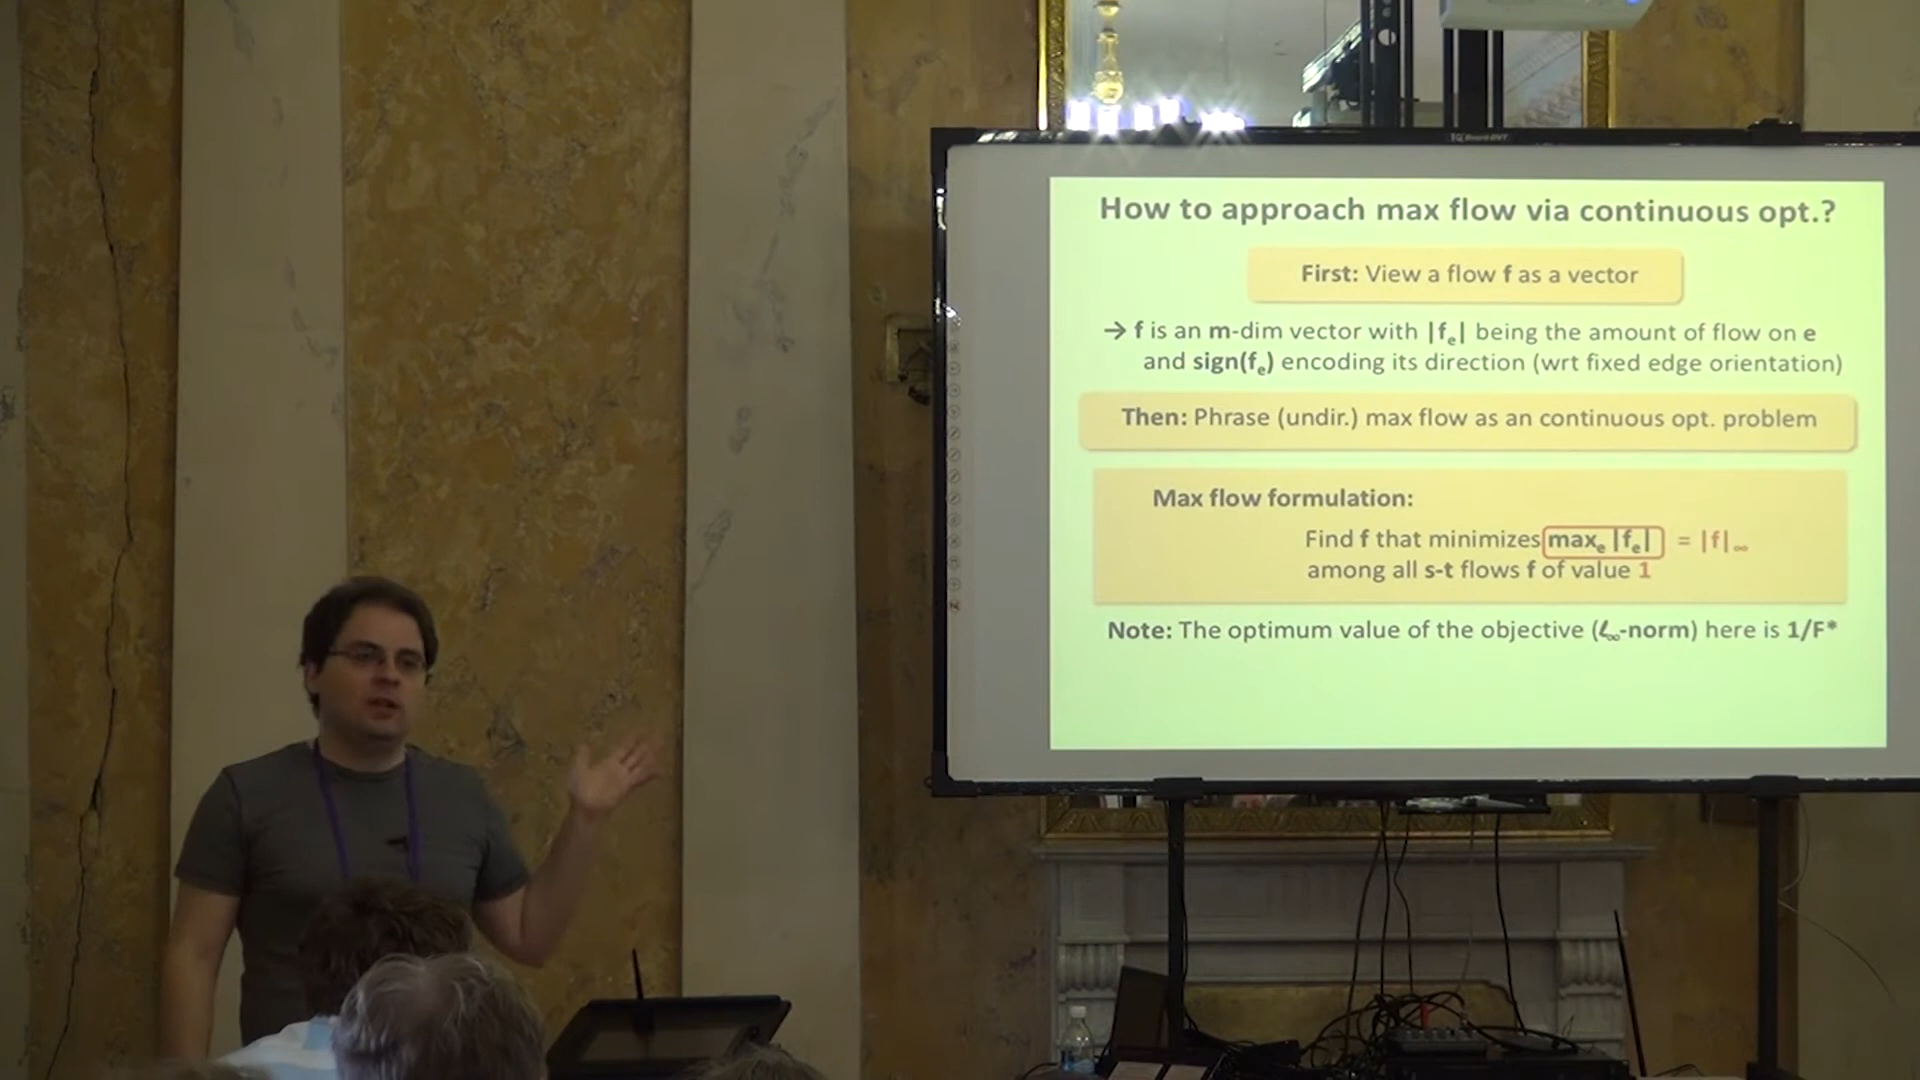 How to approach max flow via continuous opt.?
First: View a flow f as a vector
→ f is an m-dim vector with |fₑ| being the amount of flow on e
and sign(fₑ) encoding its direction (wrt fixed edge orientation)
Then: Phrase (undir.) max flow as an continuous opt. problem
Max flow formulation:
Find f that minimizes maxₑ |fₑ| = |f|∞
among all s-t flows f of value 1
Note: The optimum value of the objective (ℓ∞-norm) here is 1/F*